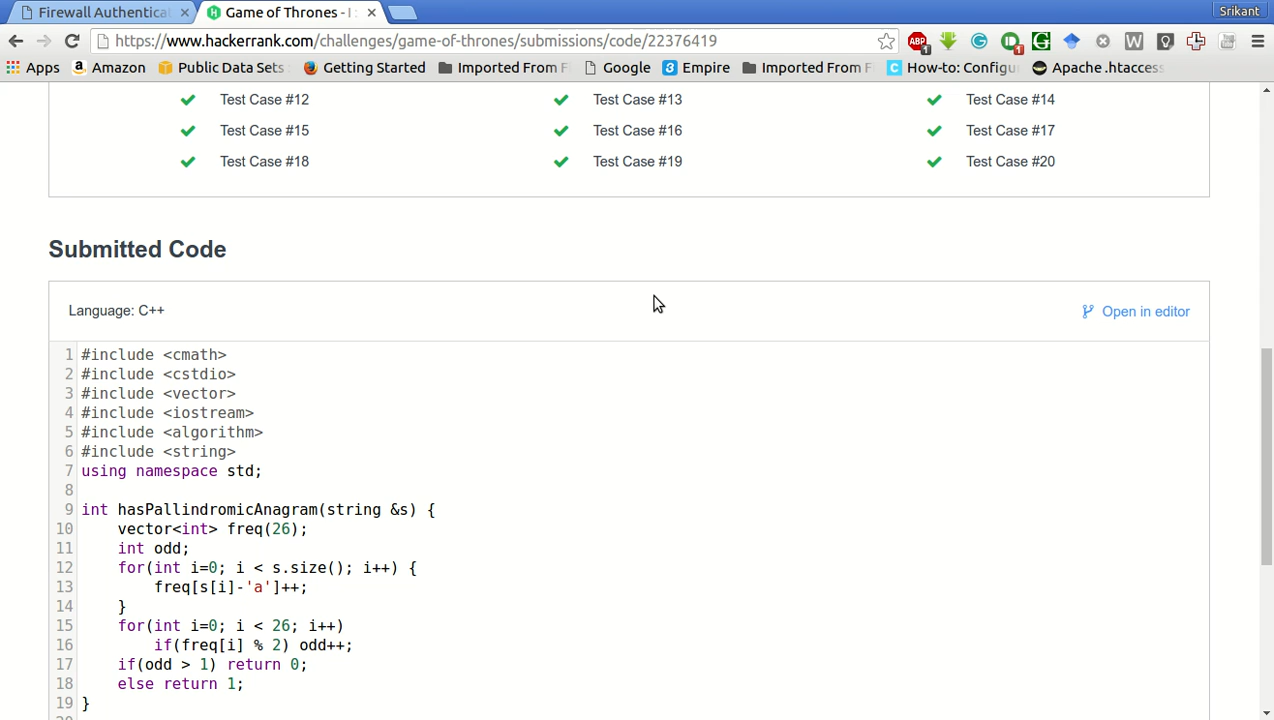 Firewall Authentica
Game of Thrones - I
Srikant
https://www.hackerrank.com/challenges/game-of-thrones/submissions/code/22376419
ABP 1 1 G W
Apps Amazon Public Data Sets Getting Started Imported From F Google Empire Imported From F How-to: Configu Apache .htaccess
Test Case #12 Test Case #13 Test Case #14
Test Case #15 Test Case #16 Test Case #17
Test Case #18 Test Case #19 Test Case #20
Submitted Code
Language: C++
Open in editor
1 #include <cmath>
2 #include <cstdio>
3 #include <vector>
4 #include <iostream>
5 #include <algorithm>
6 #include <string>
7 using namespace std;
8
9 int hasPallindromicAnagram(string &s) {
10 vector<int> freq(26);
11 int odd;
12 for(int i=0; i < s.size(); i++) {
13 freq[s[i]-'a']++;
14 }
15 for(int i=0; i < 26; i++)
16 if(freq[i] % 2) odd++;
17 if(odd > 1) return 0;
18 else return 1;
19 }